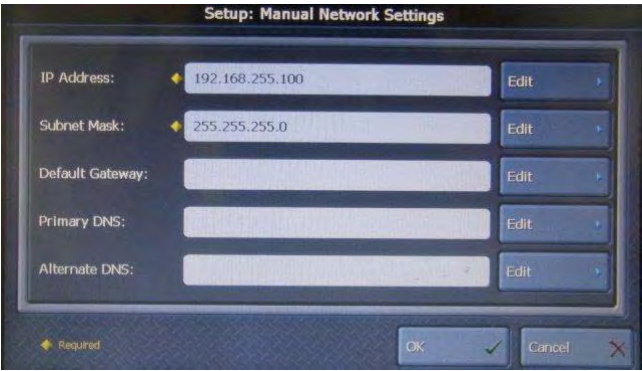 Setup: Manual Network Settings
IP Address: 192.168.255.100 Edit
Subnet Mask: 255.255.255.0 Edit
Default Gateway: Edit
Primary DNS: Edit
Alternate DNS: Edit
Required OK Cancel